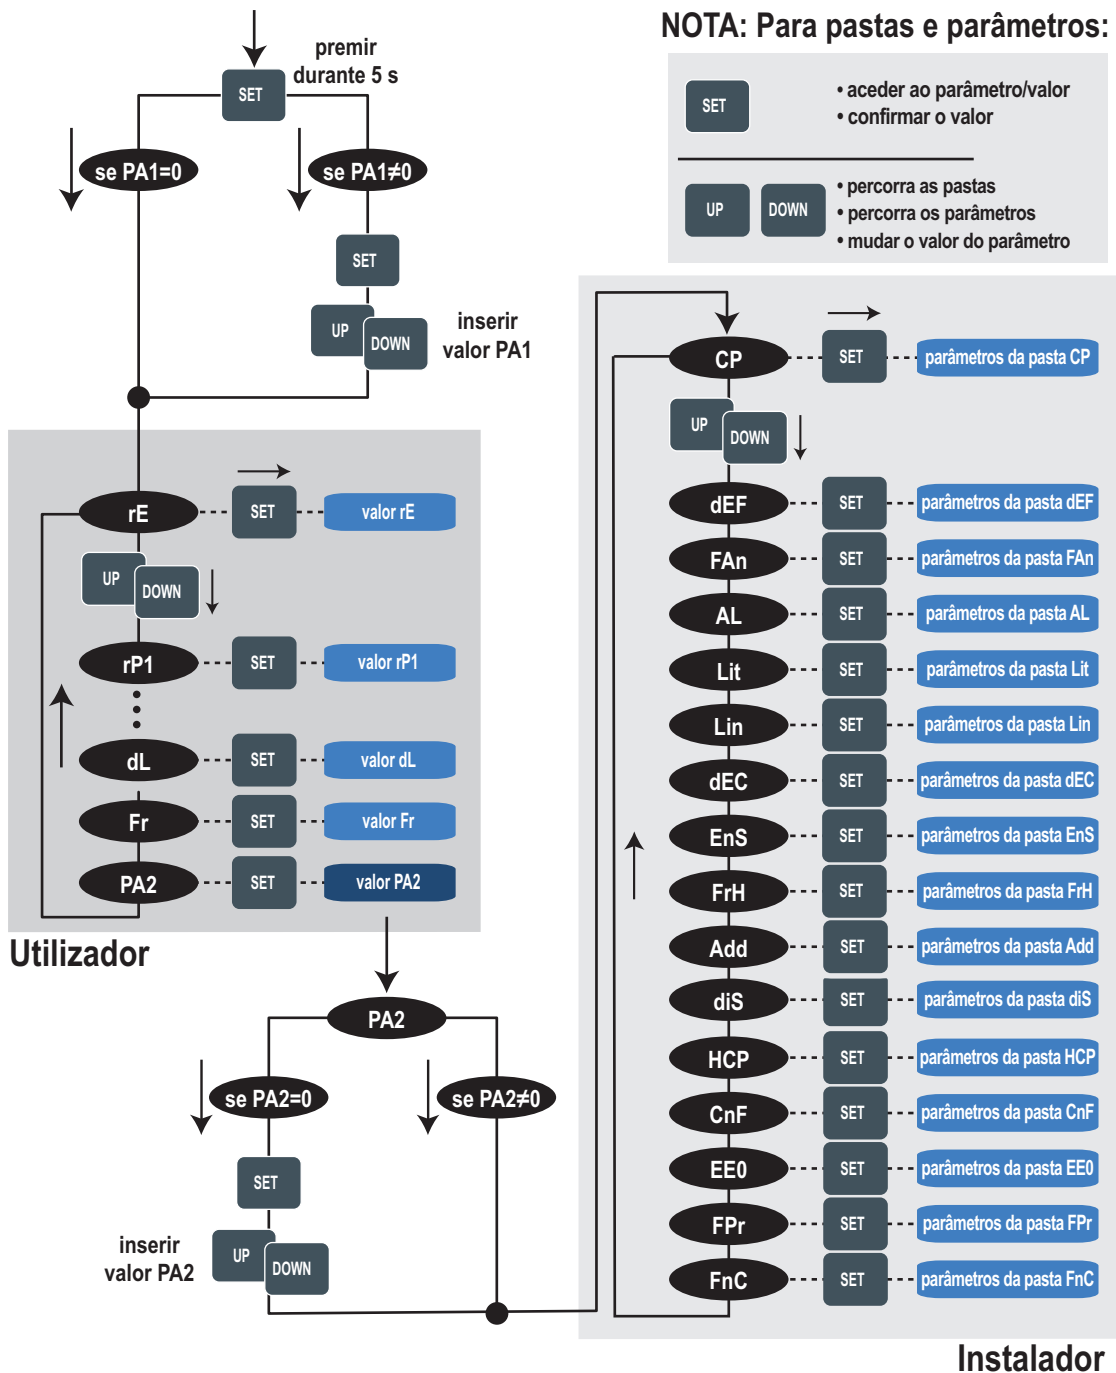 NOTA: Para pastas e parâmetros:
premir
durante 5 s
SET
se PA1=0
se PA1≠0
SET
UP
DOWN
inserir
valor PA1
SET
• aceder ao parâmetro/valor
• confirmar o valor
UP
DOWN
• percorra as pastas
• percorra os parâmetros
• mudar o valor do parâmetro
rE
SET
valor rE
UP
DOWN
rP1
SET
valor rP1
dL
SET
valor dL
Fr
SET
valor Fr
PA2
SET
valor PA2
Utilizador
PA2
se PA2=0
se PA2≠0
SET
UP
DOWN
inserir
valor PA2
CP
SET
parâmetros da pasta CP
UP
DOWN
dEF
SET
parâmetros da pasta dEF
FAn
SET
parâmetros da pasta FAn
AL
SET
parâmetros da pasta AL
Lit
SET
parâmetros da pasta Lit
Lin
SET
parâmetros da pasta Lin
dEC
SET
parâmetros da pasta dEC
EnS
SET
parâmetros da pasta EnS
FrH
SET
parâmetros da pasta FrH
Add
SET
parâmetros da pasta Add
diS
SET
parâmetros da pasta diS
HCP
SET
parâmetros da pasta HCP
CnF
SET
parâmetros da pasta CnF
EE0
SET
parâmetros da pasta EE0
FPr
SET
parâmetros da pasta FPr
FnC
SET
parâmetros da pasta FnC
Instalador